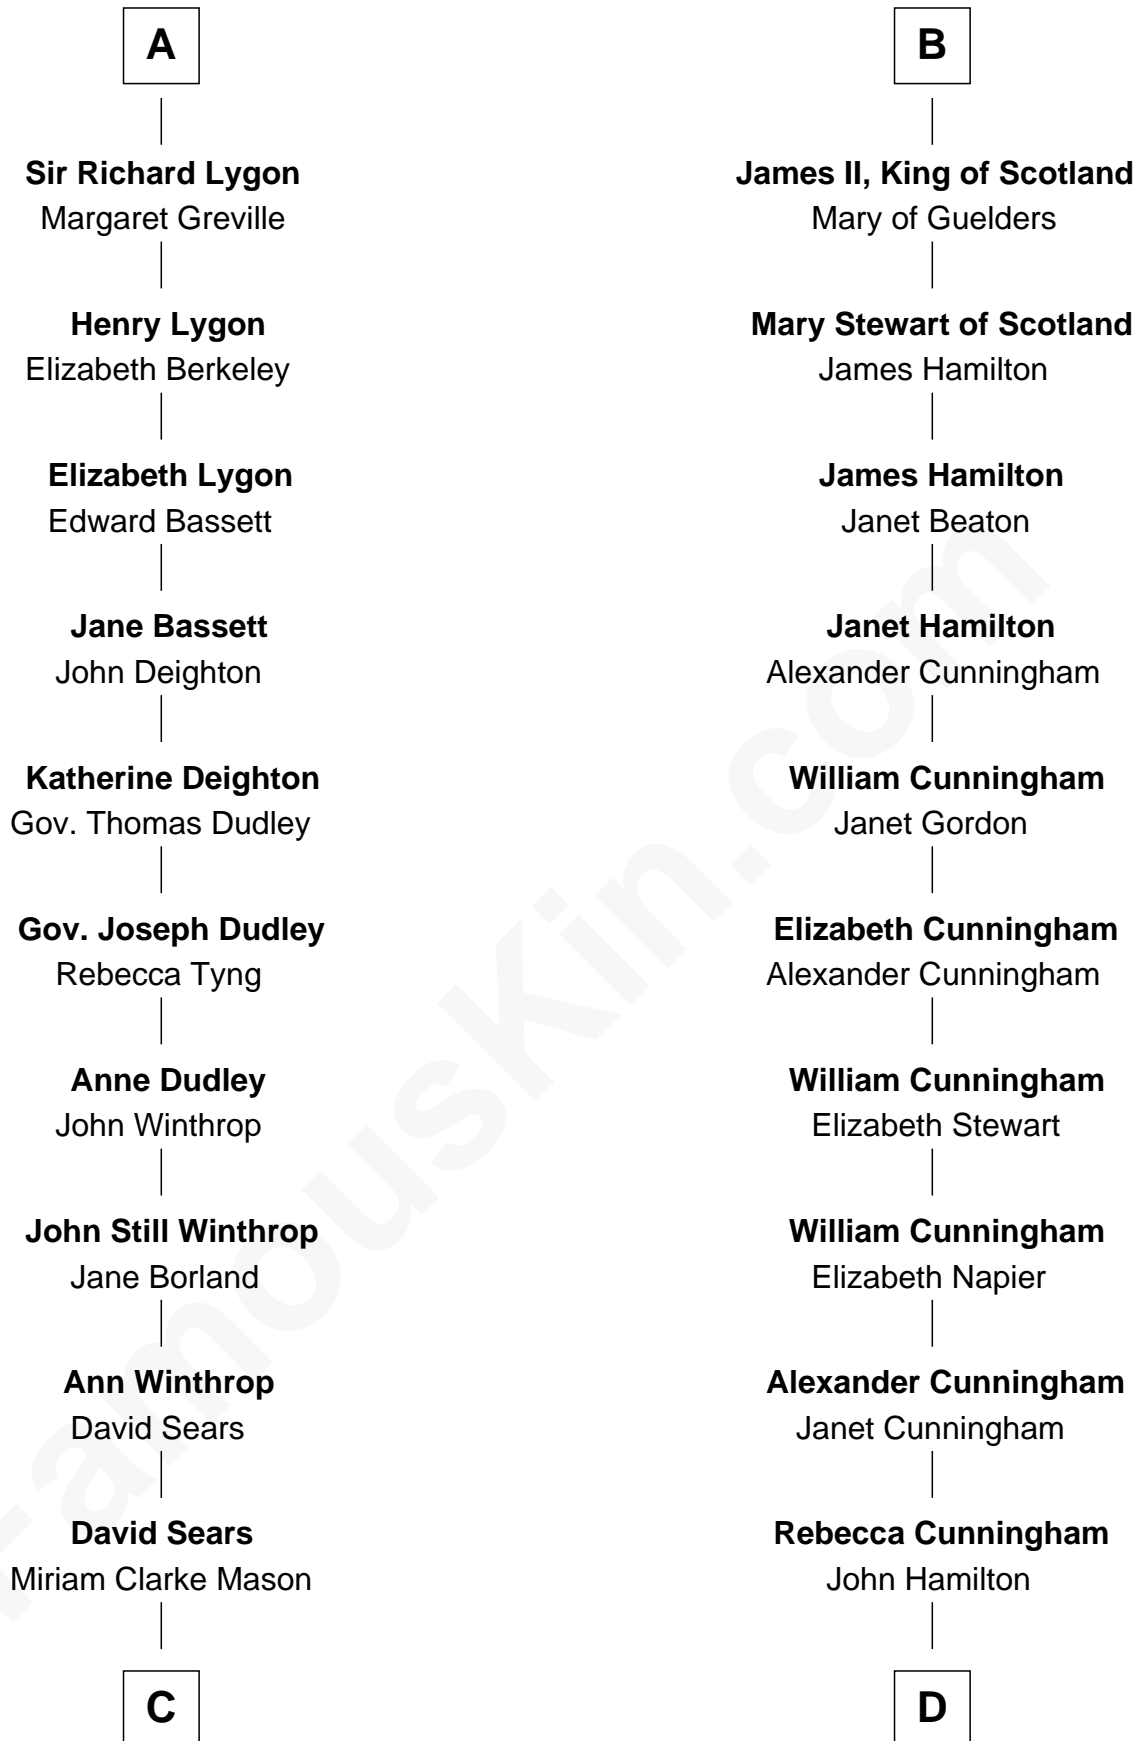 A
Sir Richard Lygon
Margaret Greville
Henry Lygon
Elizabeth Berkeley
Elizabeth Lygon
Edward Bassett
Jane Bassett
John Deighton
Katherine Deighton
Gov. Thomas Dudley
Gov. Joseph Dudley
Rebecca Tyng
Anne Dudley
John Winthrop
John Still Winthrop
Jane Borland
Ann Winthrop
David Sears
David Sears
Miriam Clarke Mason
C
B
James II, King of Scotland
Mary of Guelders
Mary Stewart of Scotland
James Hamilton
James Hamilton
Janet Beaton
Janet Hamilton
Alexander Cunningham
William Cunningham
Janet Gordon
Elizabeth Cunningham
Alexander Cunningham
William Cunningham
Elizabeth Stewart
William Cunningham
Elizabeth Napier
Alexander Cunningham
Janet Cunningham
Rebecca Cunningham
John Hamilton
D
FamousKin.com